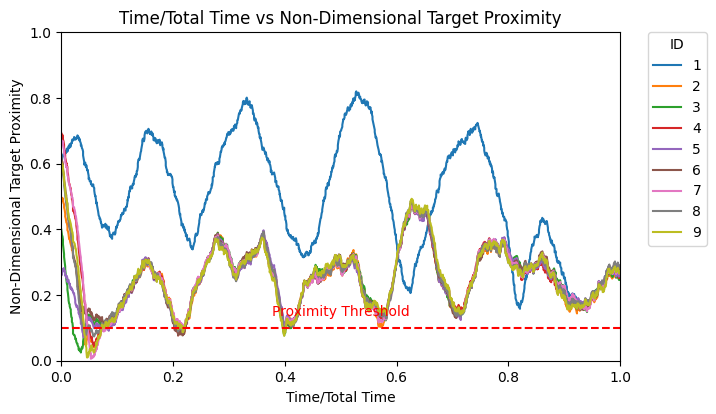 Time/Total Time vs Non-Dimensional Target Proximity
Non-Dimensional Target Proximity
1.0
0.8
0.6
0.4
0.2
0.0
Proximity Threshold
0.0 0.2 0.4 0.6 0.8 1.0
Time/Total Time
ID
1
2
3
4
5
6
7
8
9